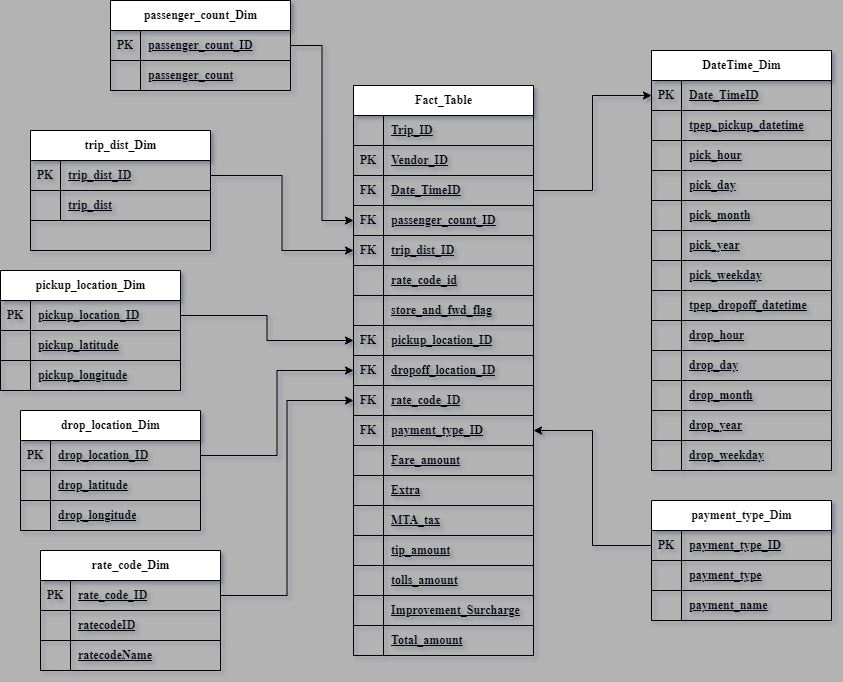 passenger_count_Dim
PK passenger_count_ID
passenger_count
trip_dist_Dim
PK trip_dist_ID
trip_dist
pickup_location_Dim
PK pickup_location_ID
pickup_latitude
pickup_longitude
drop_location_Dim
PK drop_location_ID
drop_latitude
drop_longitude
rate_code_Dim
PK rate_code_ID
ratecodeID
ratecodeName
Fact_Table
Trip_ID
PK Vendor_ID
FK Date_TimeID
FK passenger_count_ID
FK trip_dist_ID
rate_code_id
store_and_fwd_flag
FK pickup_location_ID
FK dropoff_location_ID
FK rate_code_ID
FK payment_type_ID
Fare_amount
Extra
MTA_tax
tip_amount
tolls_amount
Improvement_Surcharge
Total_amount
DateTime_Dim
PK Date_TimeID
tpep_pickup_datetime
pick_hour
pick_day
pick_month
pick_year
pick_weekday
tpep_dropoff_datetime
drop_hour
drop_day
drop_month
drop_year
drop_weekday
payment_type_Dim
PK payment_type_ID
payment_type
payment_name